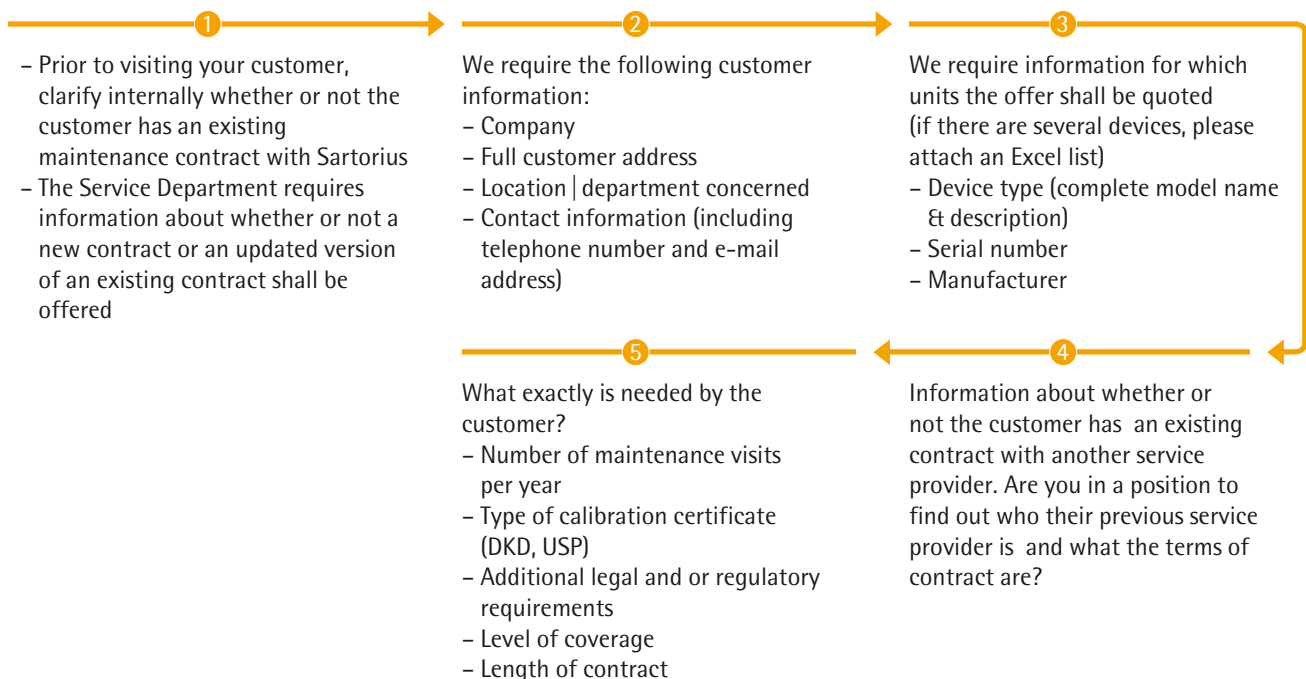 1
– Prior to visiting your customer,
clarify internally whether or not the
customer has an existing
maintenance contract with Sartorius
– The Service Department requires
information about whether or not a
new contract or an updated version
of an existing contract shall be
offered
2
We require the following customer
information:
– Company
– Full customer address
– Location | department concerned
– Contact information (including
telephone number and e-mail
address)
3
We require information for which
units the offer shall be quoted
(if there are several devices, please
attach an Excel list)
– Device type (complete model name
& description)
– Serial number
– Manufacturer
4
Information about whether or
not the customer has  an existing
contract with another service
provider. Are you in a position to
find out who their previous service
provider is  and what the terms of
contract are?
5
What exactly is needed by the
customer?
– Number of maintenance visits
per year
– Type of calibration certificate
(DKD, USP)
– Additional legal and or regulatory
requirements
– Level of coverage
– Length of contract